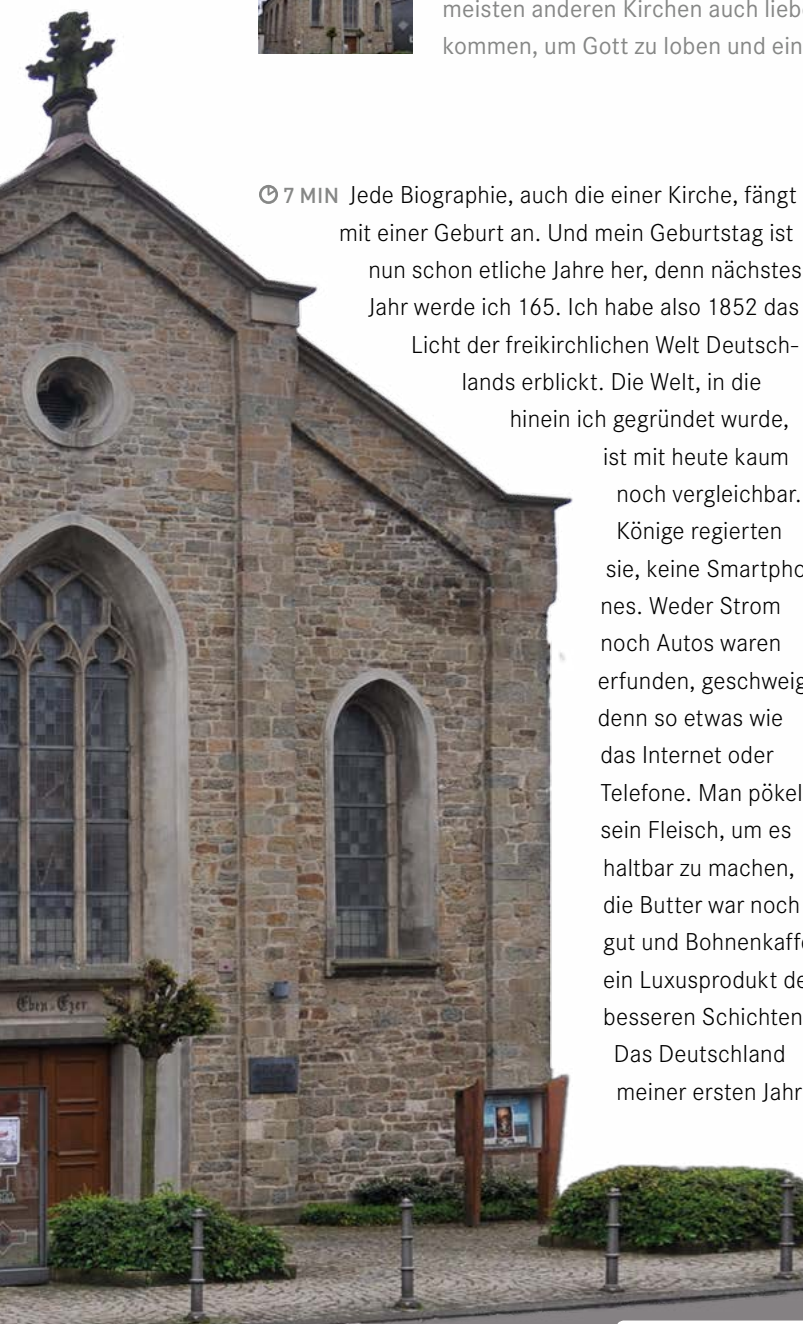 meisten anderen Kirchen auch lieb
kommen, um Gott zu loben und ein
7 MIN Jede Biographie, auch die einer Kirche, fängt
mit einer Geburt an. Und mein Geburtstag ist
nun schon etliche Jahre her, denn nächstes
Jahr werde ich 165. Ich habe also 1852 das
Licht der freikirchlichen Welt Deutsch-
lands erblickt. Die Welt, in die
hinein ich gegründet wurde,
ist mit heute kaum
noch vergleichbar.
Könige regierten
sie, keine Smartpho
nes. Weder Strom
noch Autos waren
erfunden, geschweig
denn so etwas wie
das Internet oder
Telefone. Man pökel
sein Fleisch, um es
haltbar zu machen,
die Butter war noch
gut und Bohnenkaff
ein Luxusprodukt de
besseren Schichten
Das Deutschland
meiner ersten Jahr
Eben-Ezer.